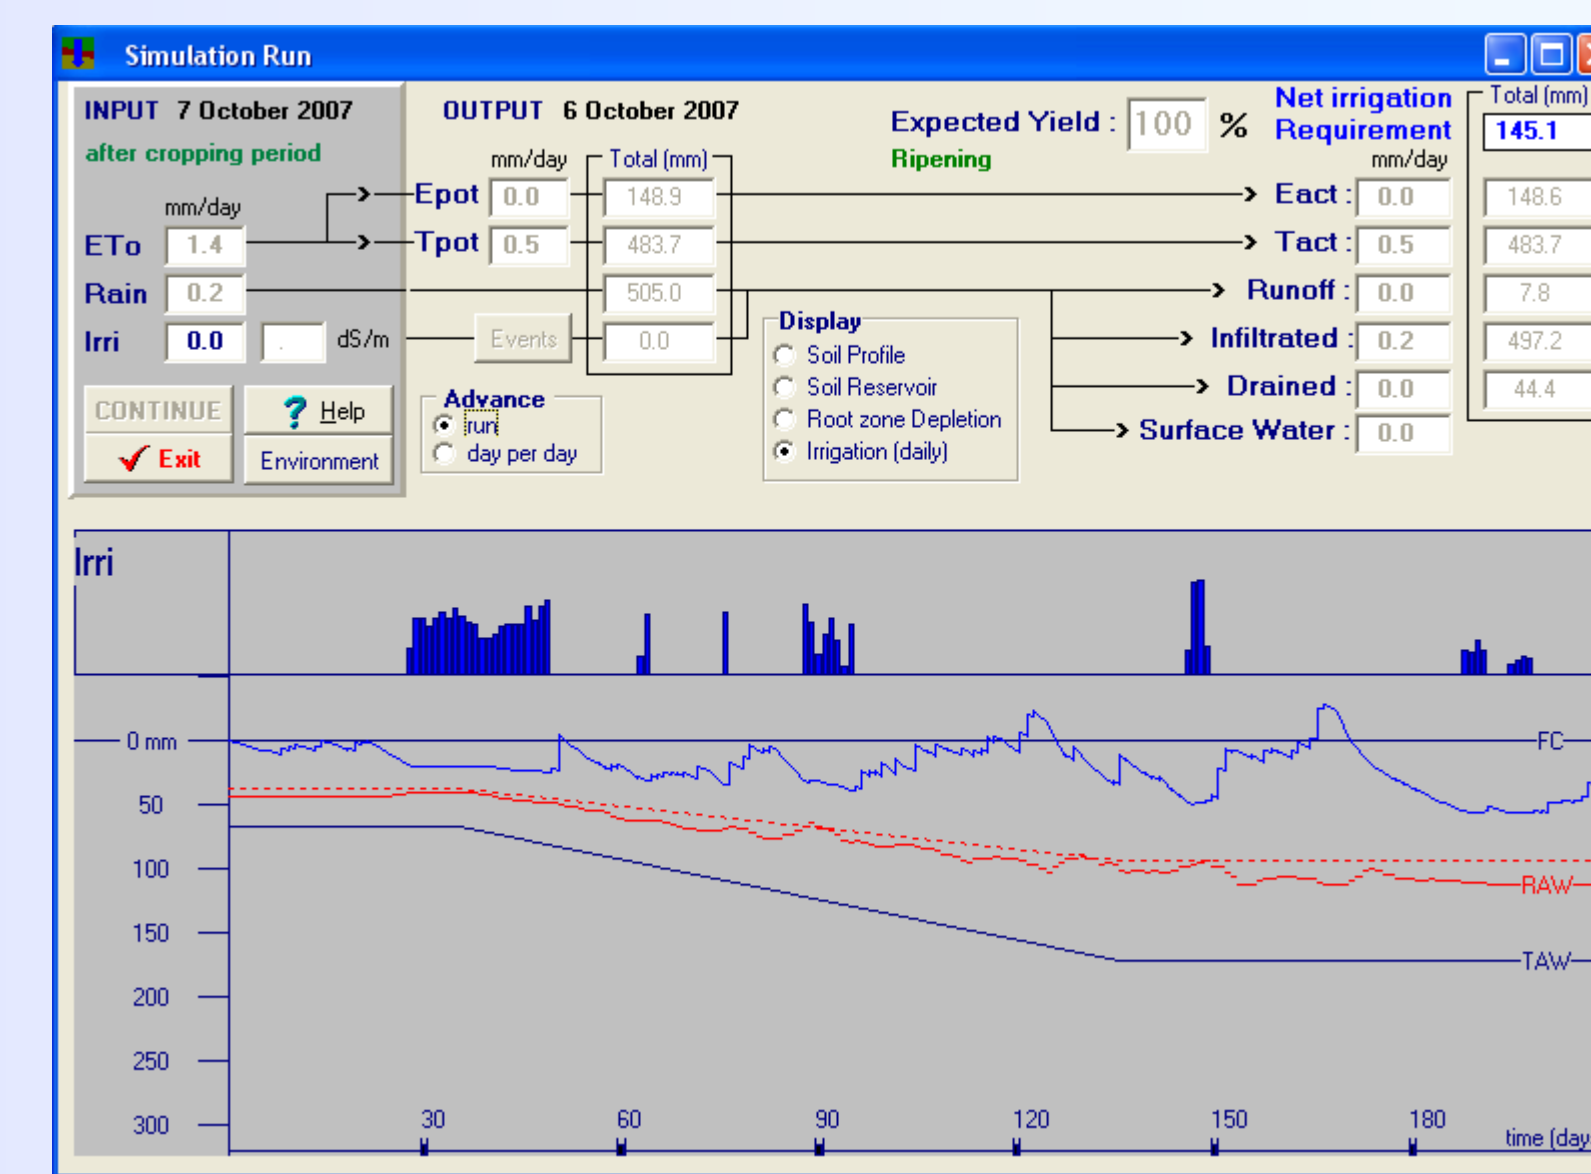 Simulation Run
INPUT 7 October 2007
after cropping period
mm/day
ETo 1.4
Rain 0.2
Irri 0.0 . dS/m
CONTINUE
? Help
Exit
Environment
OUTPUT 6 October 2007
mm/day Total (mm)
Epot 0.0 148.9
Tpot 0.5 483.7
505.0
Events 0.0
Advance
run
day per day
Display
Soil Profile
Soil Reservoir
Root zone Depletion
Irrigation (daily)
Expected Yield : 100 %
Ripening
Net irrigation
Requirement
Total (mm)
145.1
mm/day
Eact : 0.0 148.6
Tact : 0.5 483.7
Runoff : 0.0 7.8
Infiltrated : 0.2 497.2
Drained : 0.0 44.4
Surface Water : 0.0
Irri
0 mm
FC
50
100
RAW
150
TAW
200
250
300
30 60 90 120 150 180
time (day